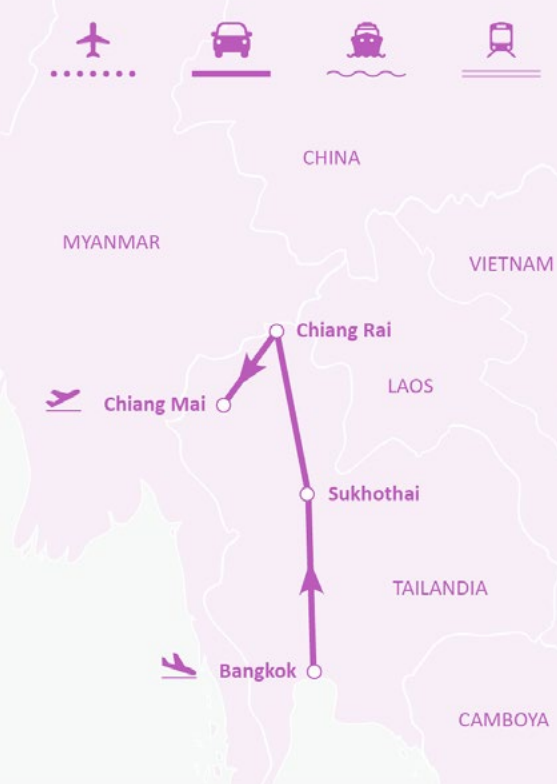 CHINA
MYANMAR
VIETNAM
Chiang Rai
LAOS
Chiang Mai
Sukhothai
TAILANDIA
Bangkok
CAMBOYA